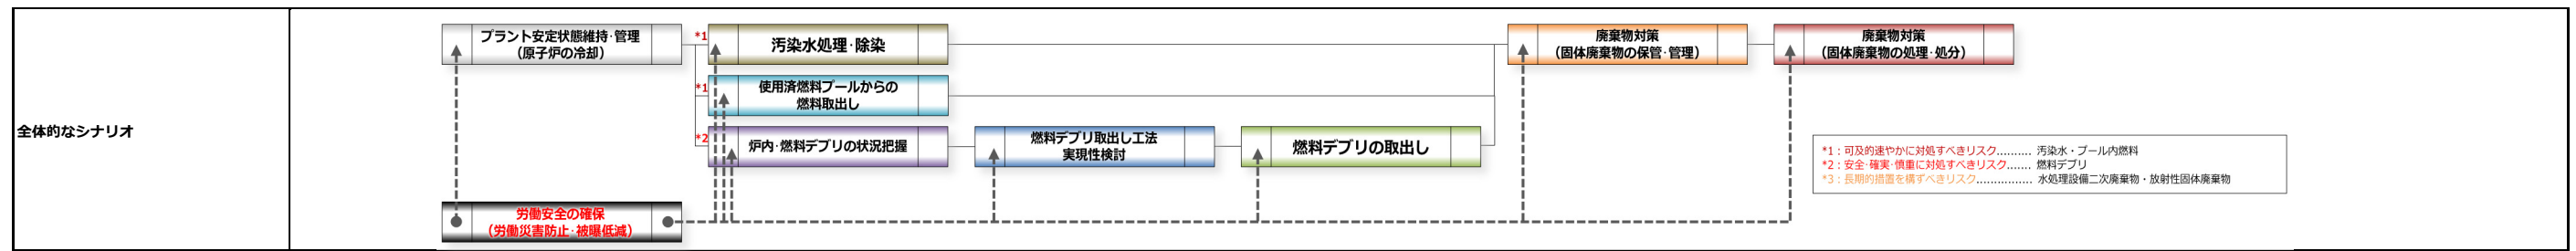 全体的なシナリオ
プラント安定状態維持･管理
（原子炉の冷却）
*1
汚染水処理･除染
*1
使用済燃料プールからの
燃料取出し
*2
炉内･燃料デブリの状況把握
燃料デブリ取出し工法
実現性検討
燃料デブリの取出し
廃棄物対策
（固体廃棄物の保管･管理）
廃棄物対策
（固体廃棄物の処理･処分）
労働安全の確保
（労働災害防止･被曝低減）
*1：可及的速やかに対処すべきリスク.......... 汚染水・プール内燃料
*2：安全･確実･慎重に対処すべきリスク....... 燃料デブリ
*3：長期的措置を構ずべきリスク................ 水処理設備二次廃棄物・放射性固体廃棄物